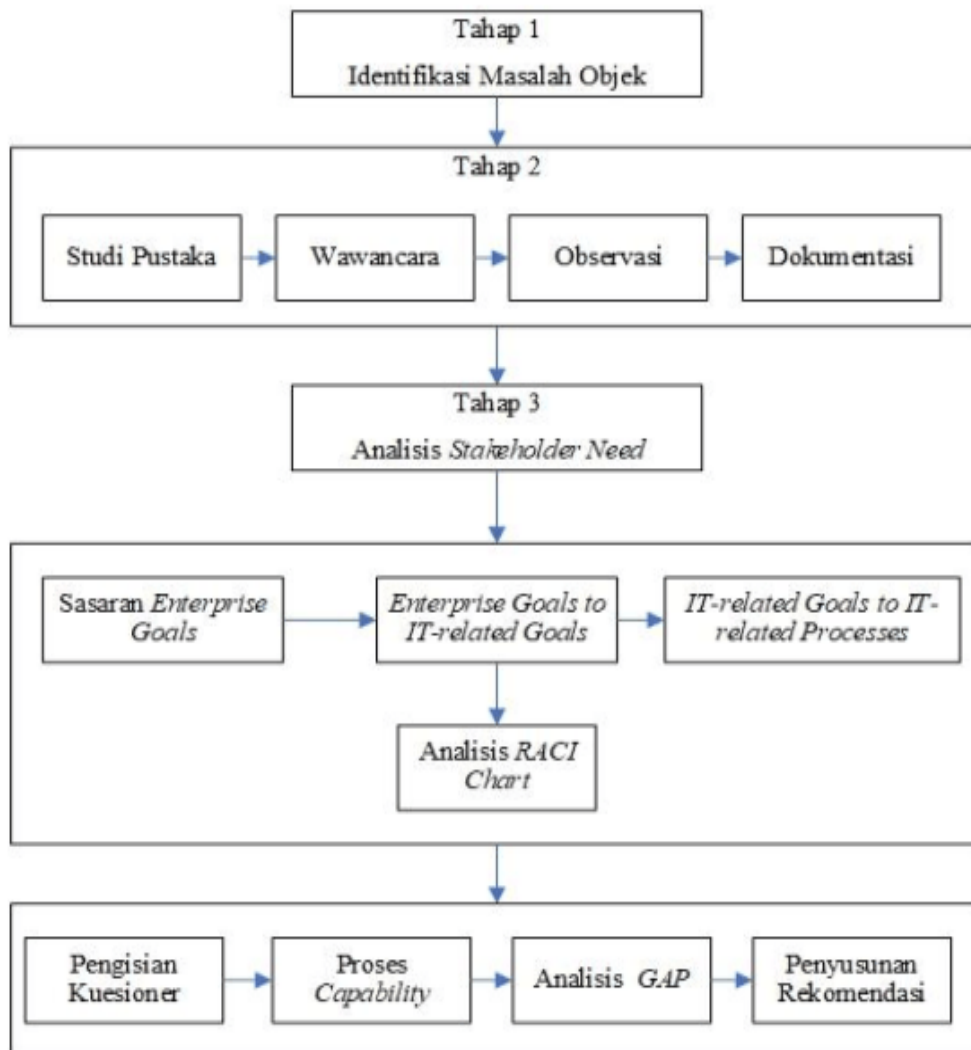 Tahap 1
Identifikasi Masalah Objek
Tahap 2
Studi Pustaka
Wawancara
Observasi
Dokumentasi
Tahap 3
Analisis Stakeholder Need
Sasaran Enterprise
Goals
Enterprise Goals to
IT-related Goals
IT-related Goals to IT-
related Processes
Analisis RACI
Chart
Pengisian
Kuesioner
Proses
Capability
Analisis GAP
Penyusunan
Rekomendasi